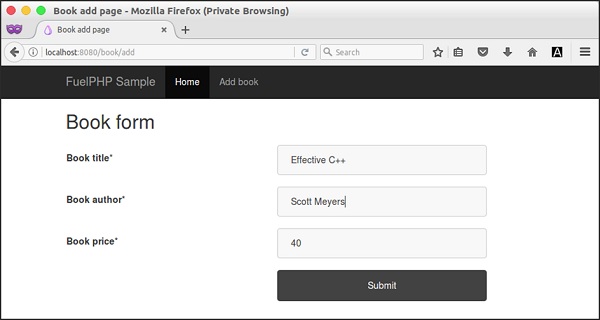 Book add page - Mozilla Firefox (Private Browsing)
Book add page
localhost:8080/book/add
Search
FuelPHP Sample Home Add book
Book form
Book title* Effective C++
Book author* Scott Meyers
Book price* 40
Submit